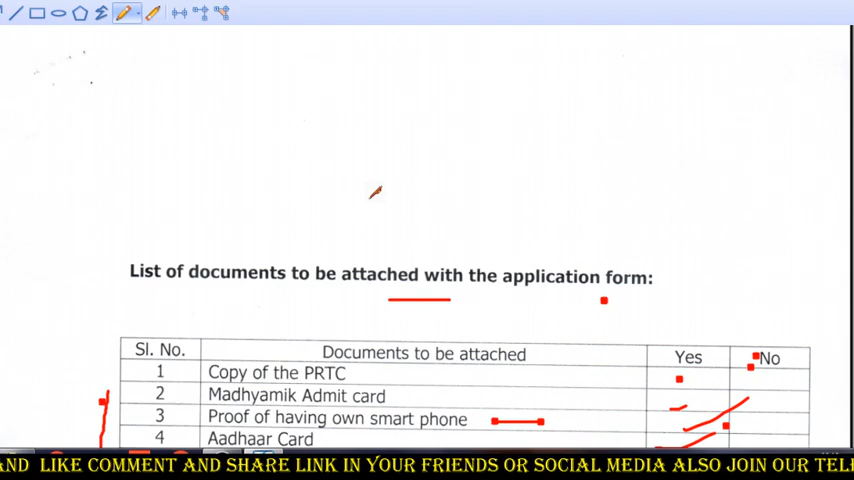 List of documents to be attached with the application form:
Sl. No. Documents to be attached Yes No
1 Copy of the PRTC
2 Madhyamik Admit card
3 Proof of having own smart phone
4 Aadhaar Card
AND LIKE COMMENT AND SHARE LINK IN YOUR FRIENDS OR SOCIAL MEDIA ALSO JOIN OUR TELE